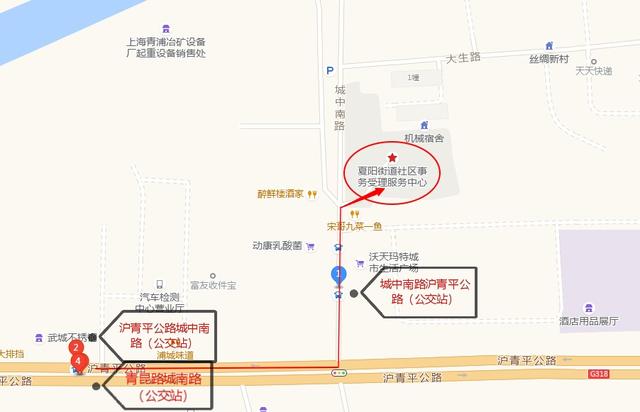 上海青浦冶矿设备
厂起重设备销售处
P
大生路
丝绸新村
天天快递
1幢
城中南路
机械宿舍
夏阳街道社区事
务受理服务中心
醉鲜楼酒家
宋哥九菜一鱼
动康乳酸菌
沃天玛特城
市生活广场
1
富友收件宝
汽车检测
中心营业厅
城中南路沪青平公
路（公交站）
酒店用品展厅
武城不锈
沪青平公路城中南
路（公交站）
浦城味道
2
大排挡
4
沪青平公路
沪青平公路
G318
平公路
青昆路城南路
（公交站）
沪青平公路